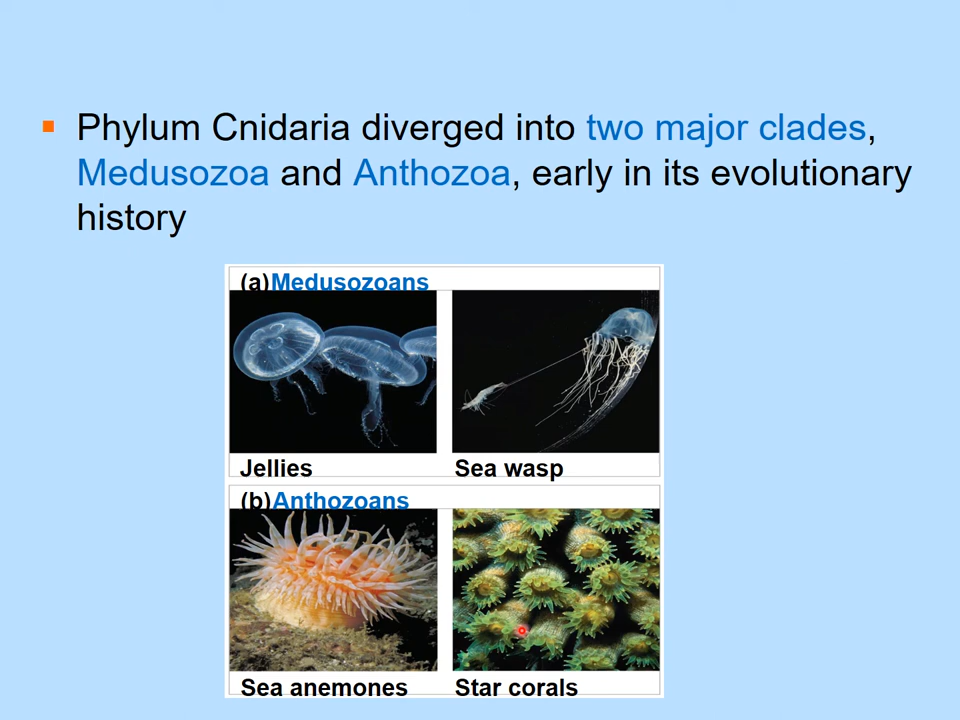 Phylum Cnidaria diverged into two major clades,
Medusozoa and Anthozoa, early in its evolutionary
history
(a) Medusozoans
Jellies
Sea wasp
(b) Anthozoans
Sea anemones
Star corals